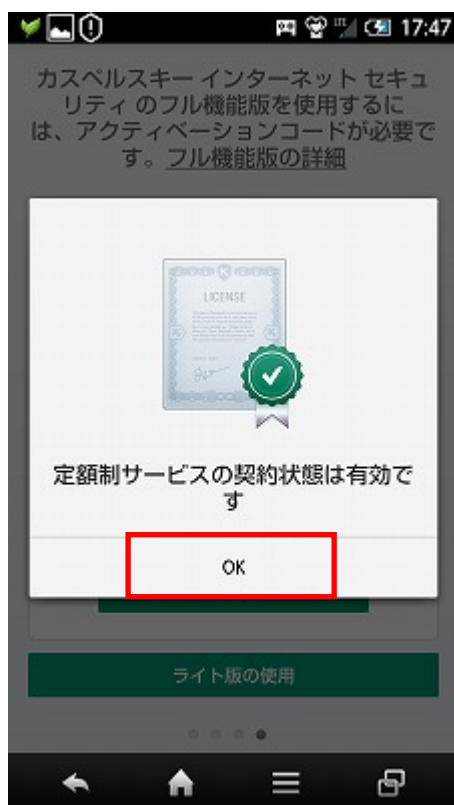 17:47
カスペルスキー インターネット セキュ
リティ のフル機能版を使用するに
は、アクティベーションコードが必要で
す。フル機能版の詳細
LICENSE
定額制サービスの契約状態は有効で
す
OK
ライト版の使用